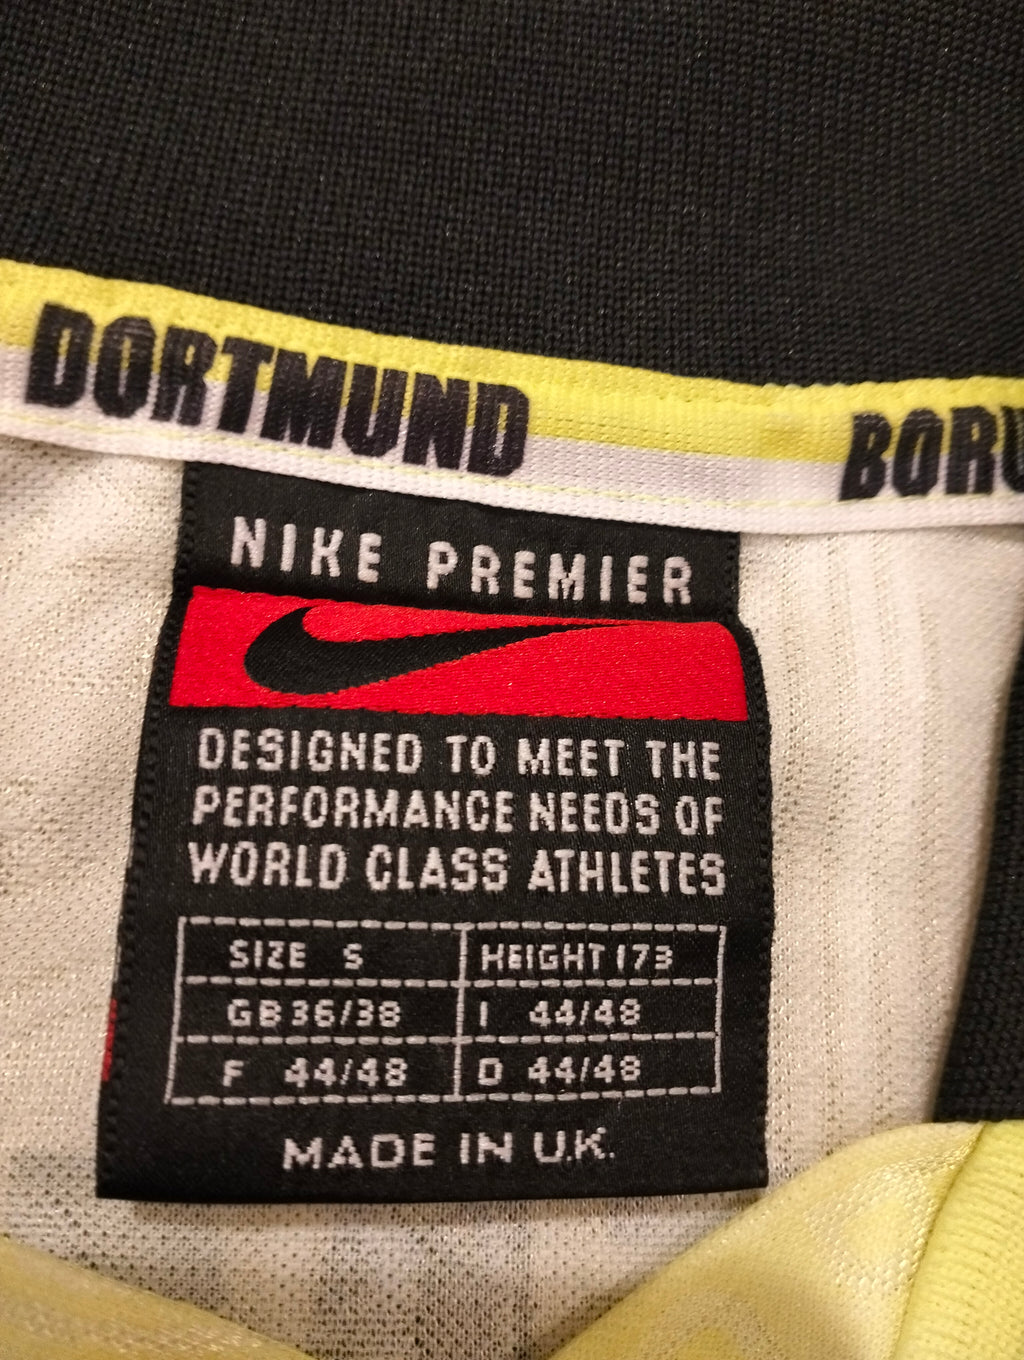 DORTMUND BORU
NIKE PREMIER
DESIGNED TO MEET THE
PERFORMANCE NEEDS OF
WORLD CLASS ATHLETES
SIZE S HEIGHT 173
GB 36/38 I 44/48
F 44/48 D 44/48
MADE IN U.K.